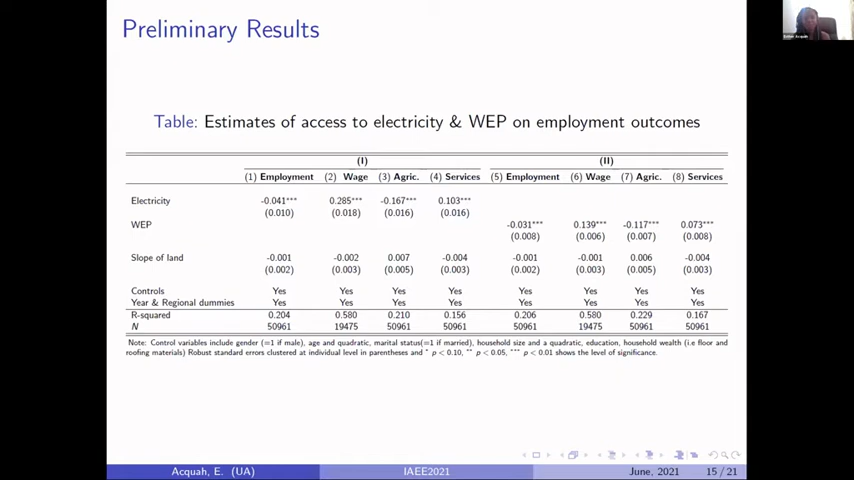 Preliminary Results
Table: Estimates of access to electricity & WEP on employment outcomes
(I) (II)
(1) Employment (2) Wage (3) Agric. (4) Services (5) Employment (6) Wage (7) Agric. (8) Services
Electricity -0.041*** 0.285*** -0.167*** 0.103***
(0.010) (0.018) (0.016) (0.016)
WEP -0.031*** 0.139*** -0.117*** 0.073***
(0.008) (0.006) (0.007) (0.008)
Slope of land -0.001 -0.002 0.007 -0.004 -0.001 -0.001 0.006 -0.004
(0.002) (0.003) (0.005) (0.003) (0.002) (0.003) (0.005) (0.003)
Controls Yes Yes Yes Yes Yes Yes Yes Yes
Year & Regional dummies Yes Yes Yes Yes Yes Yes Yes Yes
R-squared 0.204 0.580 0.210 0.156 0.206 0.580 0.229 0.167
N 50961 19475 50961 50961 50961 19475 50961 50961
Note: Control variables include gender (=1 if male), age and quadratic, marital status(=1 if married), household size and a quadratic, education, household wealth (i.e floor and
roofing materials) Robust standard errors clustered at individual level in parentheses and * p < 0.10, ** p < 0.05, *** p < 0.01 shows the level of significance.
Acquah, E. (UA) IAEE2021 June, 2021 15 / 21